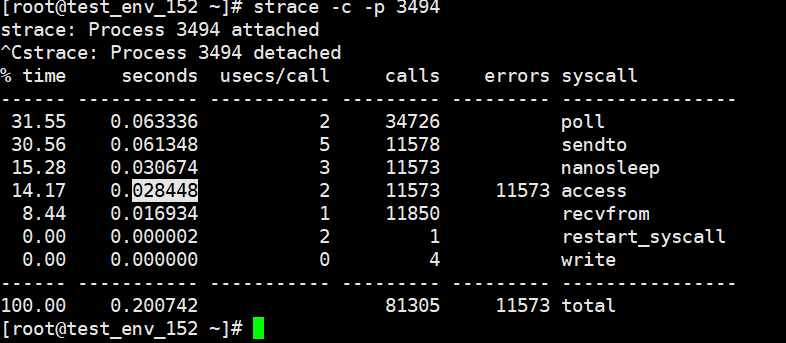 [root@test_env_152 ~]# strace -c -p 3494
strace: Process 3494 attached
^Cstrace: Process 3494 detached
% time     seconds  usecs/call     calls    errors syscall
------ ----------- ----------- --------- --------- ----------------
 31.55    0.063336           2     34726           poll
 30.56    0.061348           5     11578           sendto
 15.28    0.030674           3     11573           nanosleep
 14.17    0.028448           2     11573     11573 access
  8.44    0.016934           1     11850           recvfrom
  0.00    0.000002           2         1           restart_syscall
  0.00    0.000000           0         4           write
------ ----------- ----------- --------- --------- ----------------
100.00    0.200742                 81305     11573 total
[root@test_env_152 ~]#